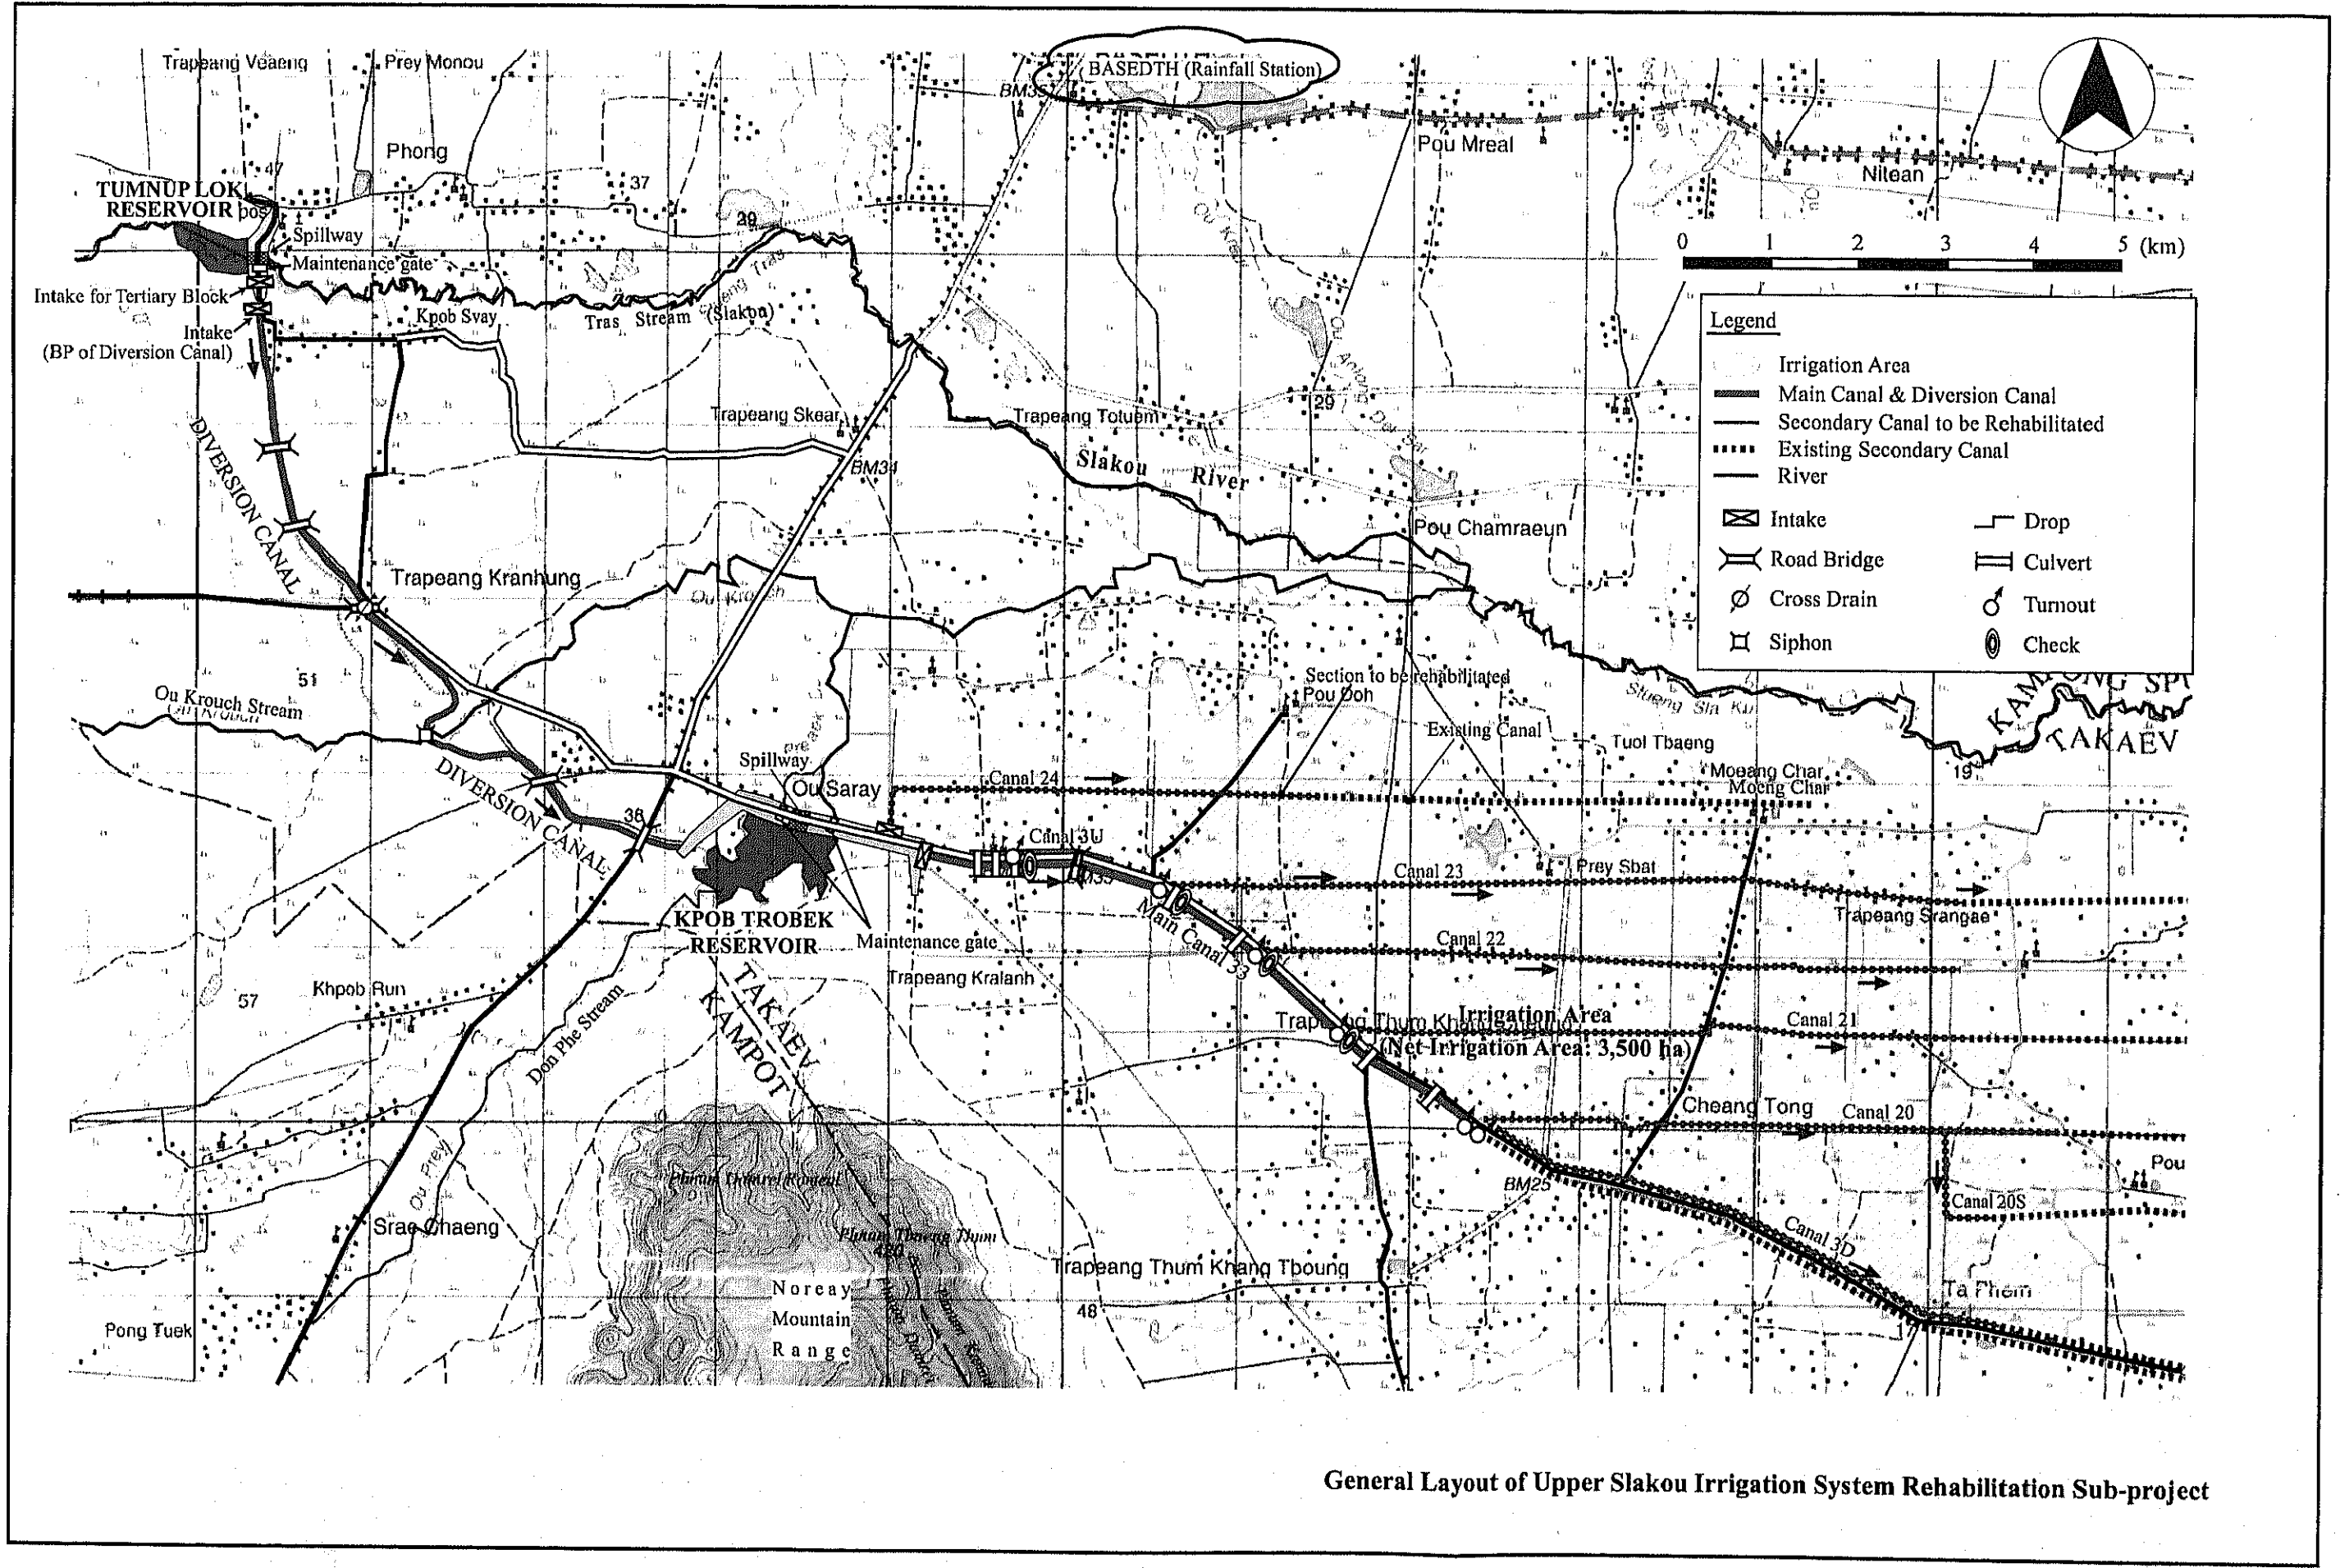 BASEDTH (Rainfall Station)
Trapeang Veaeng
Prey Monou
BM35
Phong
Pou Mreal
Nitean
47
37
39
TUMNUP LOK
RESERVOIR
pos
Spillway
Maintenance gate
Intake for Tertiary Block
Intake
(BP of Diversion Canal)
Kpob Svay
Tras Stream (Slakou)
Ou Krouch
Ou
0 1 2 3 4 5 (km)
Legend
Irrigation Area
Main Canal & Diversion Canal
Secondary Canal to be Rehabilitated
Existing Secondary Canal
River
Intake
Drop
Road Bridge
Culvert
Cross Drain
Turnout
Siphon
Check
Trapeang Skear
Trapeang Totuem
29
BM34
Slakou River
DIVERSION CANAL
Pou Chamraeun
Trapeang Kranhung
51
Ou Krouch Stream
Section to be rehabilitated
Pou Doh
Existing Canal
Stueng Sla Ku
Tuol Tbaeng
TAKAEV
19
Moeang Char
Moeng Char
Spillway
Ou Saray
Canal 24
DIVERSION CANAL
38
Canal 3U
Canal 23
Prey Sbat
Trapeang Srangae
KPOB TROBEK
RESERVOIR
Maintenance gate
Main Canal 33
Canal 22
Trapeang Kralanh
Khpob Run
57
Don Phe Stream
TAKAEV
KAMPOT
Irrigation Area
(Net Irrigation Area: 3,500 ha)
Canal 21
Cheang Tong
Canal 20
Pou
Canal 20S
BM25
Canal 3D
Ta Phem
Ou Prey
Srae Chaeng
Pong Tuek
420
Noreay
Mountain
Range
Trapeang Thum Khang Tboung
48
General Layout of Upper Slakou Irrigation System Rehabilitation Sub-project